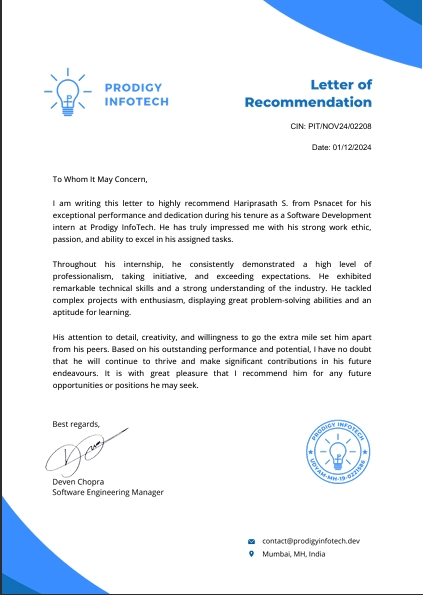 PRODIGY
INFOTECH
Letter of
Recommendation
CIN: PIT/NOV24/02208
Date: 01/12/2024
To Whom It May Concern,
I am writing this letter to highly recommend Hariprasath S. from Psnacet for his
exceptional performance and dedication during his tenure as a Software Development
intern at Prodigy InfoTech. He has truly impressed me with his strong work ethic,
passion, and ability to excel in his assigned tasks.
Throughout his internship, he consistently demonstrated a high level of
professionalism, taking initiative, and exceeding expectations. He exhibited
remarkable technical skills and a strong understanding of the industry. He tackled
complex projects with enthusiasm, displaying great problem-solving abilities and an
aptitude for learning.
His attention to detail, creativity, and willingness to go the extra mile set him apart
from his peers. Based on his outstanding performance and potential, I have no doubt
that he will continue to thrive and make significant contributions in his future
endeavours. It is with great pleasure that I recommend him for any future
opportunities or positions he may seek.
Best regards,
Deven Chopra
Software Engineering Manager
PRODIGY INFOTECH
contact@prodigyinfotech.dev
Mumbai, MH, India